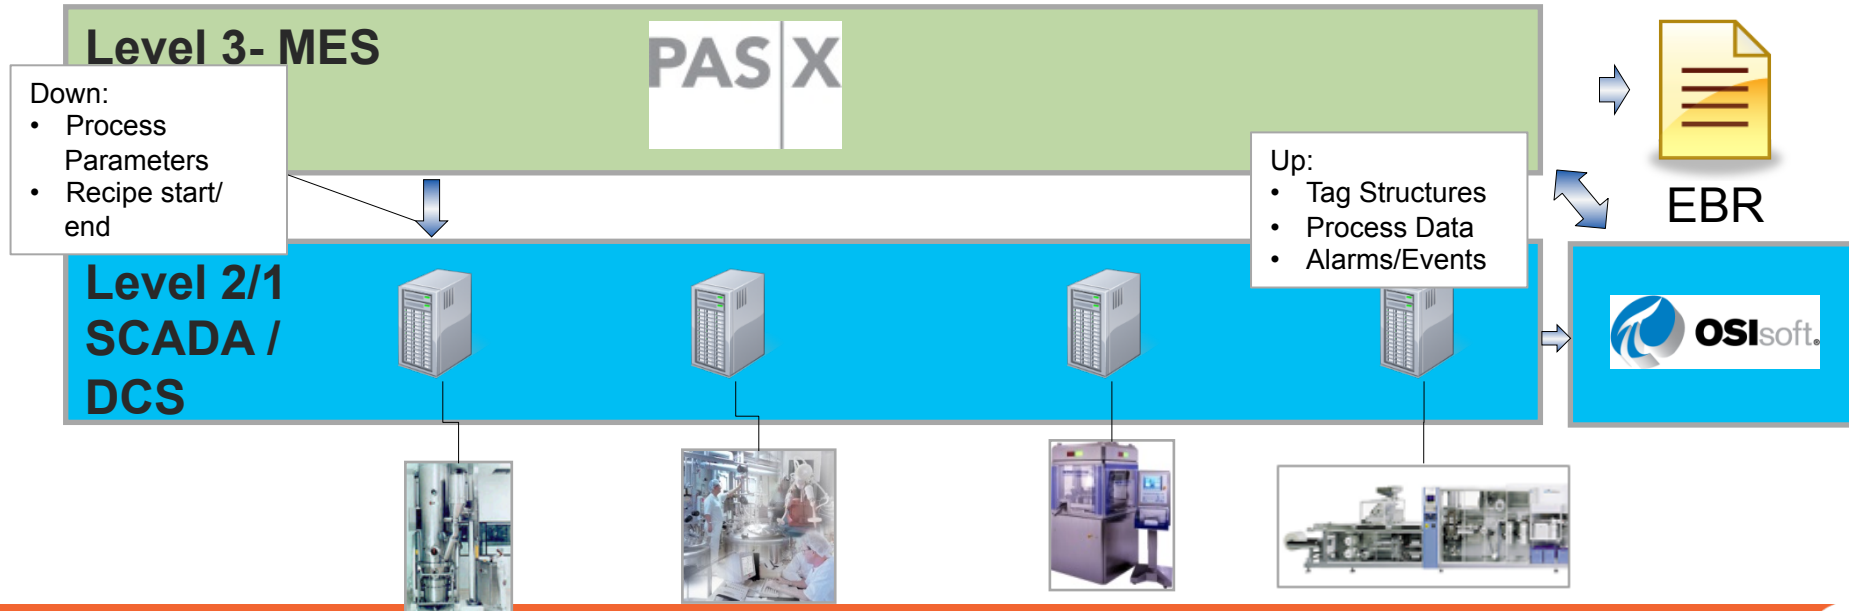 Level 3- MES
PAS X
Down:
• Process
Parameters
• Recipe start/
end
Up:
• Tag Structures
• Process Data
• Alarms/Events
EBR
Level 2/1
SCADA /
DCS
OSIsoft.